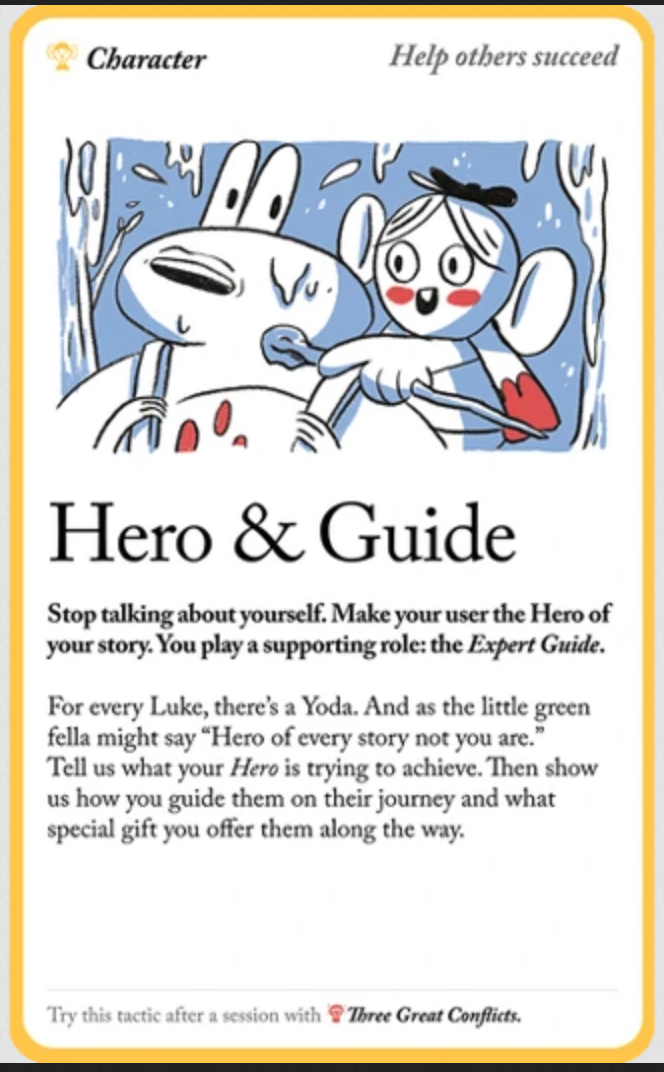 Character
Help others succeed
Hero & Guide
Stop talking about yourself. Make your user the Hero of
your story. You play a supporting role: the Expert Guide.
For every Luke, there's a Yoda. And as the little green
fella might say “Hero of every story not you are.”
Tell us what your Hero is trying to achieve. Then show
us how you guide them on their journey and what
special gift you offer them along the way.
Try this tactic after a session with Three Great Conflicts.